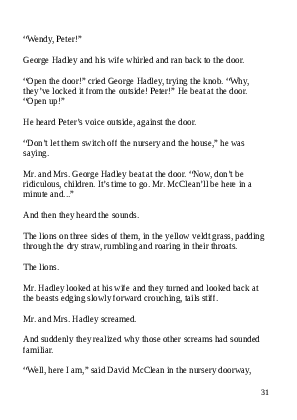 “Wendy, Peter!”
George Hadley and his wife whirled and ran back to the door.
“Open the door!” cried George Hadley, trying the knob. “Why,
they’ve locked it from the outside! Peter!” He beat at the door.
“Open up!”
He heard Peter’s voice outside, against the door.
“Don’t let them switch off the nursery and the house,” he was
saying.
Mr. and Mrs. George Hadley beat at the door. “Now, don’t be
ridiculous, children. It’s time to go. Mr. McClean’ll be here in a
minute and...”
And then they heard the sounds.
The lions on three sides of them, in the yellow veldt grass, padding
through the dry straw, rumbling and roaring in their throats.
The lions.
Mr. Hadley looked at his wife and they turned and looked back at
the beasts edging slowly forward crouching, tails stiff.
Mr. and Mrs. Hadley screamed.
And suddenly they realized why those other screams had sounded
familiar.
“Well, here I am,” said David McClean in the nursery doorway,
31